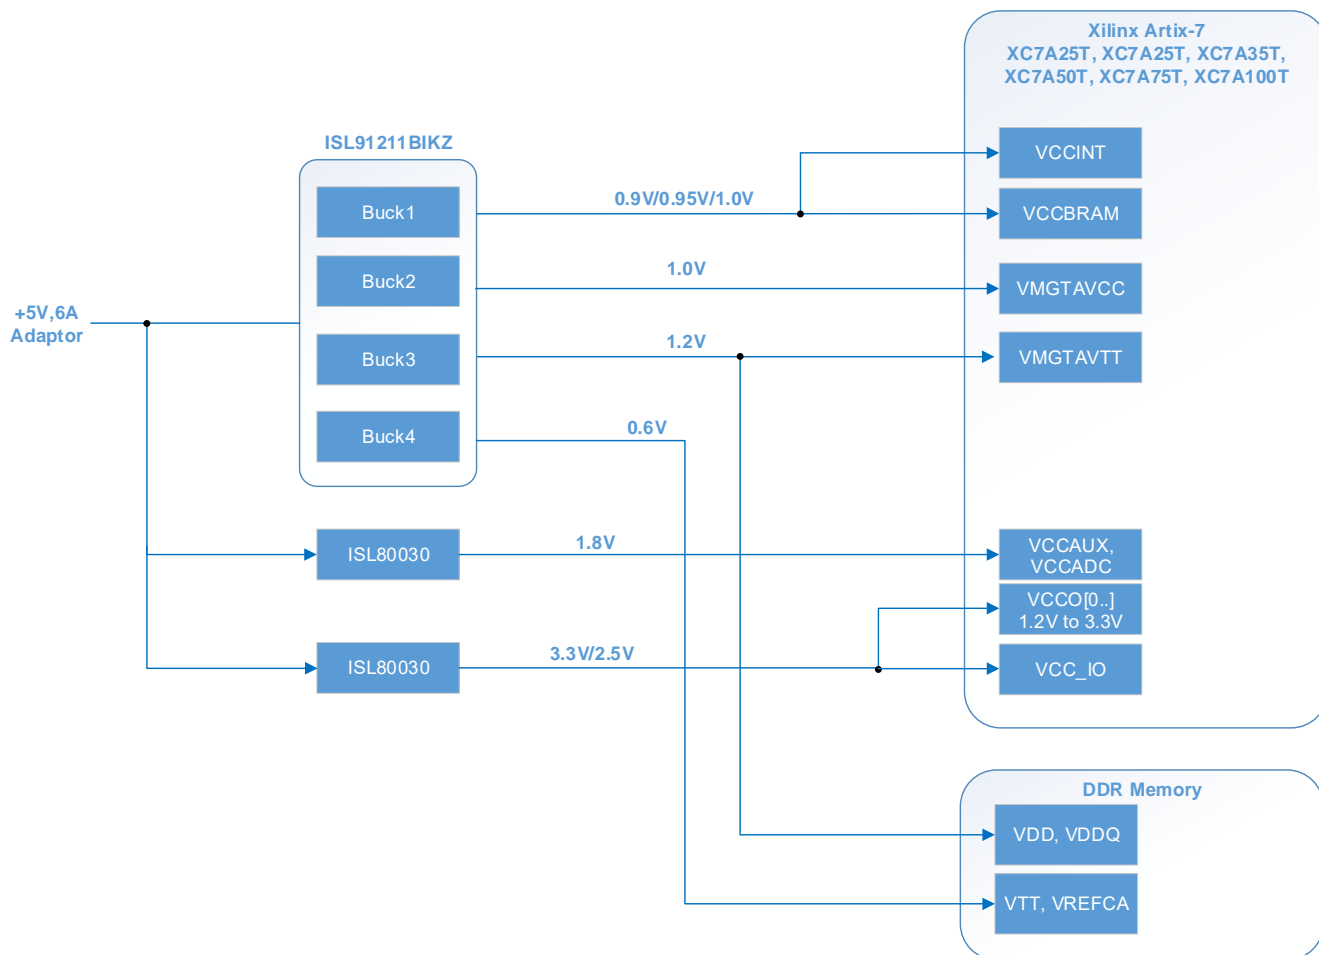 Xilinx Artix-7
XC7A25T, XC7A25T, XC7A35T,
XC7A50T, XC7A75T, XC7A100T
ISL91211BIKZ
VCCINT
Buck1
0.9V/0.95V/1.0V
VCCBRAM
Buck2
1.0V
VMGTAVCC
+5V,6A
Adaptor
Buck3
1.2V
VMGTAVTT
Buck4
0.6V
ISL80030
1.8V
VCCAUX,
VCCADC
VCCO[0..]
1.2V to 3.3V
ISL80030
3.3V/2.5V
VCC_IO
DDR Memory
VDD, VDDQ
VTT, VREFCA